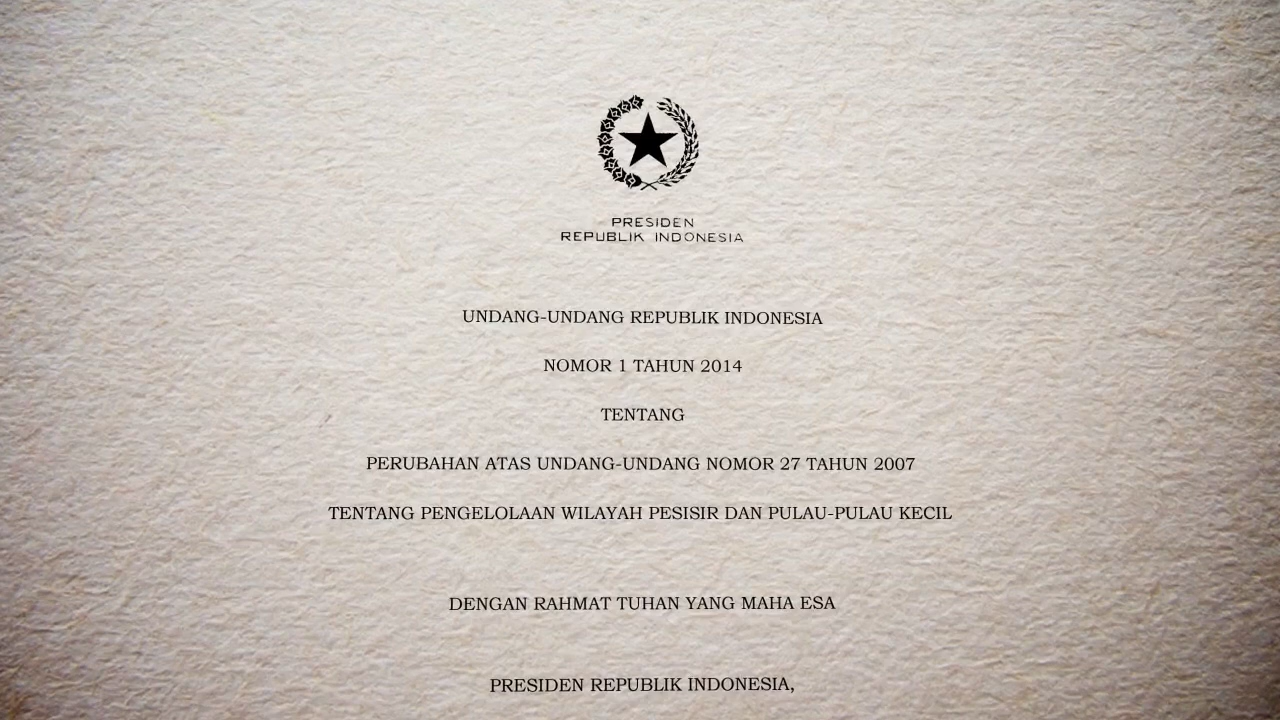 PRESIDEN
REPUBLIK INDONESIA
UNDANG-UNDANG REPUBLIK INDONESIA
NOMOR 1 TAHUN 2014
TENTANG
PERUBAHAN ATAS UNDANG-UNDANG NOMOR 27 TAHUN 2007
TENTANG PENGELOLAAN WILAYAH PESISIR DAN PULAU-PULAU KECIL
DENGAN RAHMAT TUHAN YANG MAHA ESA
PRESIDEN REPUBLIK INDONESIA,